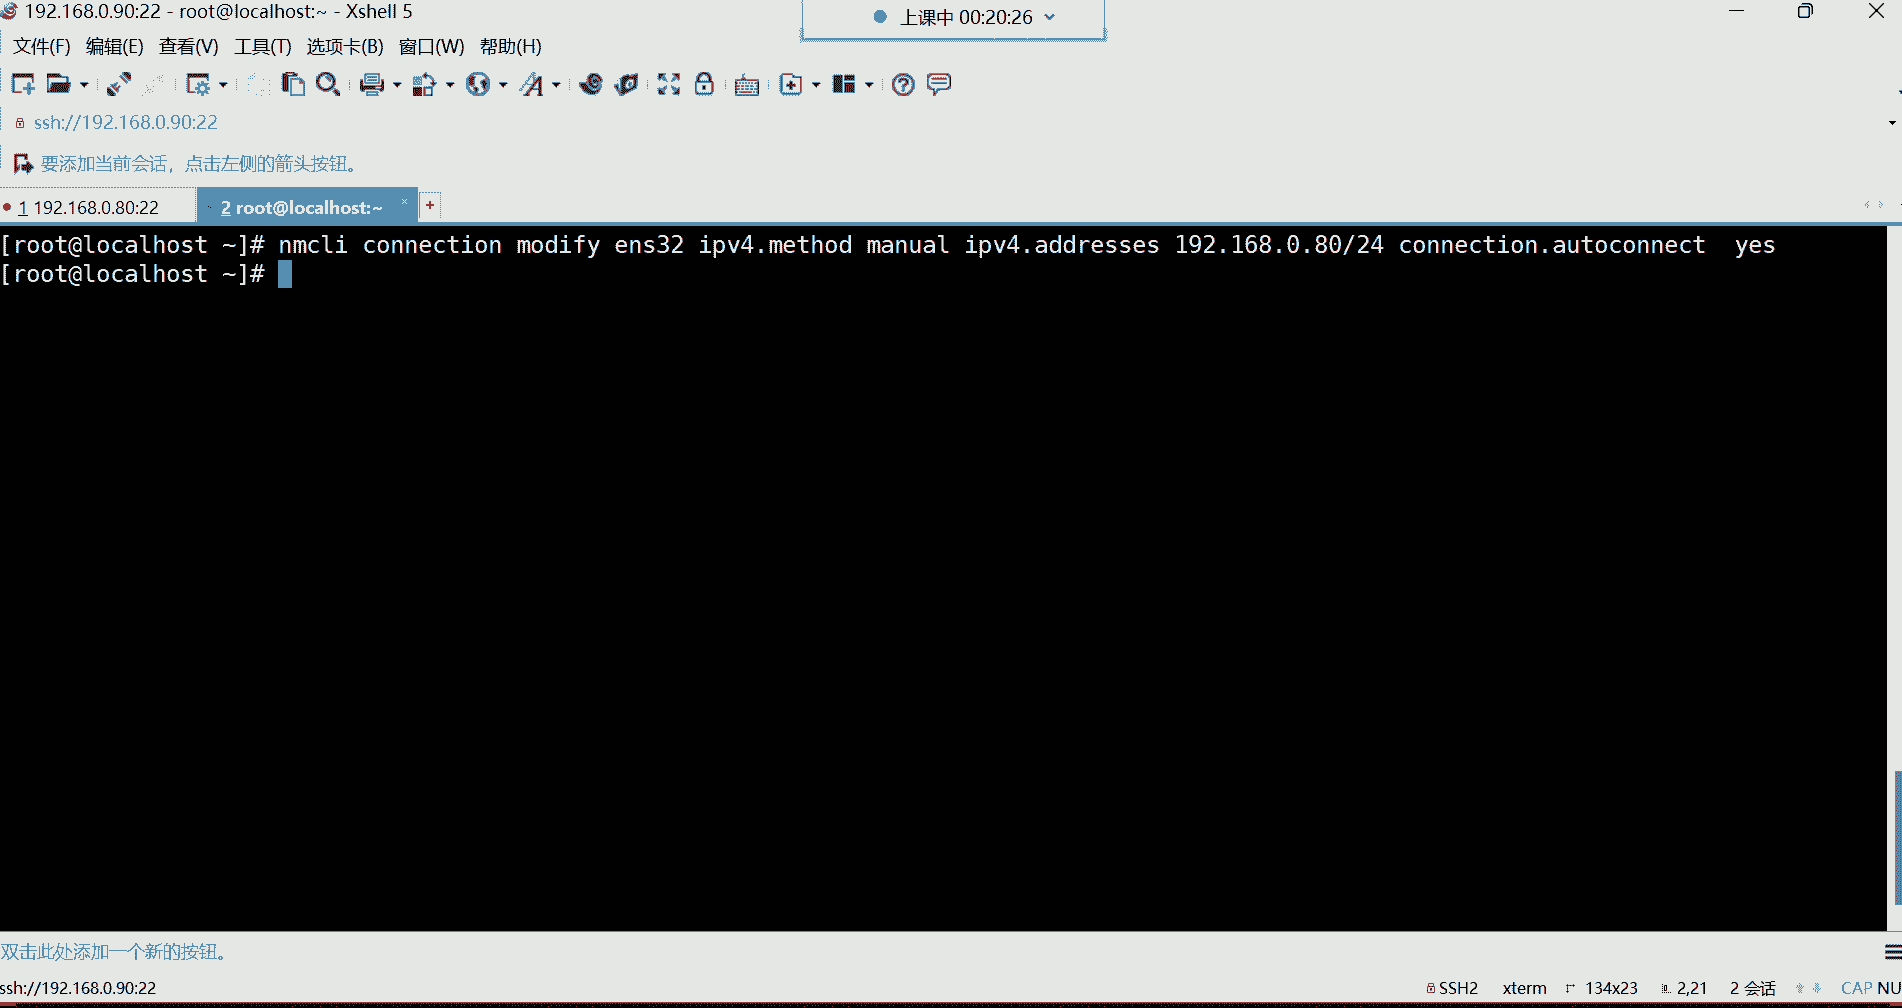 192.168.0.90:22 - root@localhost:~ - Xshell 5
上课中 00:20:26
文件(F) 编辑(E) 查看(V) 工具(T) 选项卡(B) 窗口(W) 帮助(H)
ssh://192.168.0.90:22
要添加当前会话，点击左侧的箭头按钮。
1 192.168.0.80:22
2 root@localhost:~
[root@localhost ~]# nmcli connection modify ens32 ipv4.method manual ipv4.addresses 192.168.0.80/24 connection.autoconnect  yes
[root@localhost ~]#
双击此处添加一个新的按钮。
ssh://192.168.0.90:22 SSH2 xterm 134x23 2,21 2 会话 CAP NU